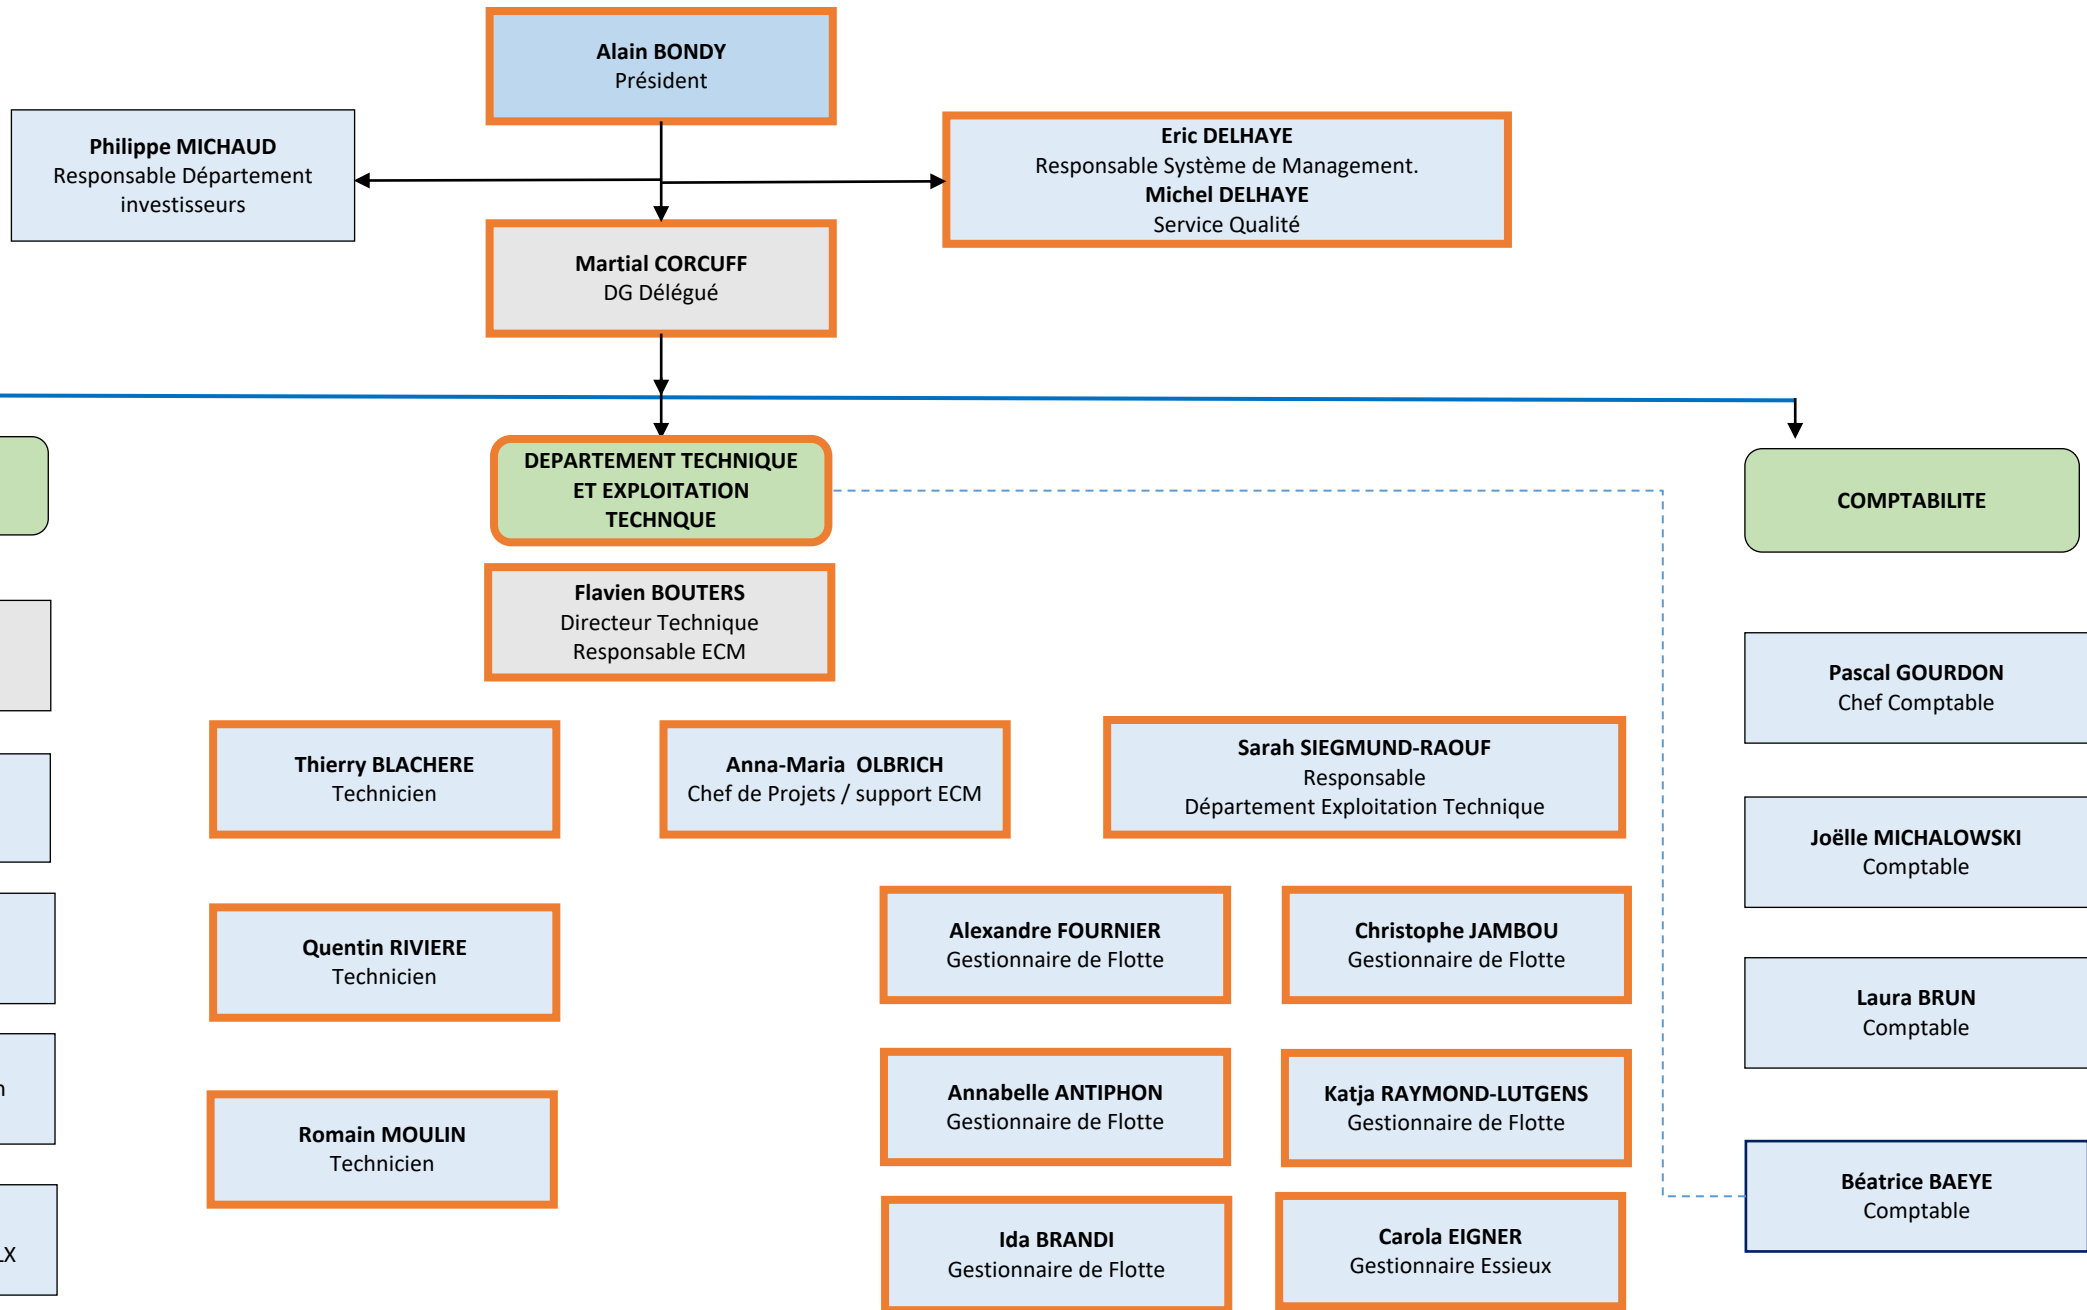 Alain BONDY
Président
Philippe MICHAUD
Responsable Département
investisseurs
Eric DELHAYE
Responsable Système de Management.
Michel DELHAYE
Service Qualité
Martial CORCUFF
DG Délégué
DEPARTEMENT TECHNIQUE
ET EXPLOITATION
TECHNQUE
COMPTABILITE
Flavien BOUTERS
Directeur Technique
Responsable ECM
Pascal GOURDON
Chef Comptable
Thierry BLACHERE
Technicien
Anna-Maria  OLBRICH
Chef de Projets / support ECM
Sarah SIEGMUND-RAOUF
Responsable
Département Exploitation Technique
Joëlle MICHALOWSKI
Comptable
Quentin RIVIERE
Technicien
Alexandre FOURNIER
Gestionnaire de Flotte
Christophe JAMBOU
Gestionnaire de Flotte
Laura BRUN
Comptable
Romain MOULIN
Technicien
Annabelle ANTIPHON
Gestionnaire de Flotte
Katja RAYMOND-LUTGENS
Gestionnaire de Flotte
Béatrice BAEYE
Comptable
Ida BRANDI
Gestionnaire de Flotte
Carola EIGNER
Gestionnaire Essieux